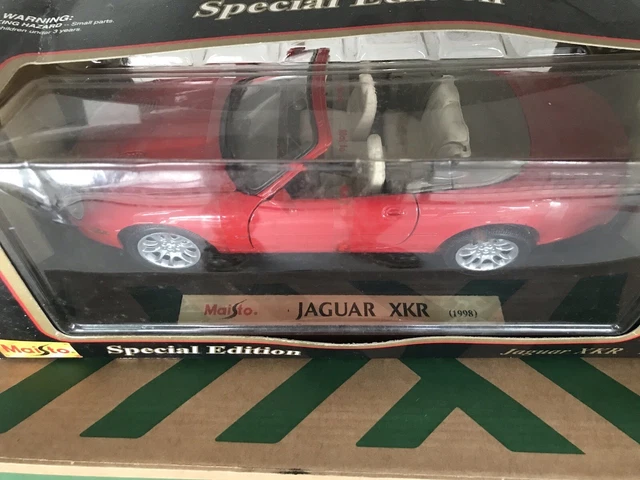 Special Edition
WARNING:
KING HAZARD -- Small parts.
children under 3 years.
Maisto. JAGUAR XKR (1998)
Maisto. Special Edition Jaguar XKR